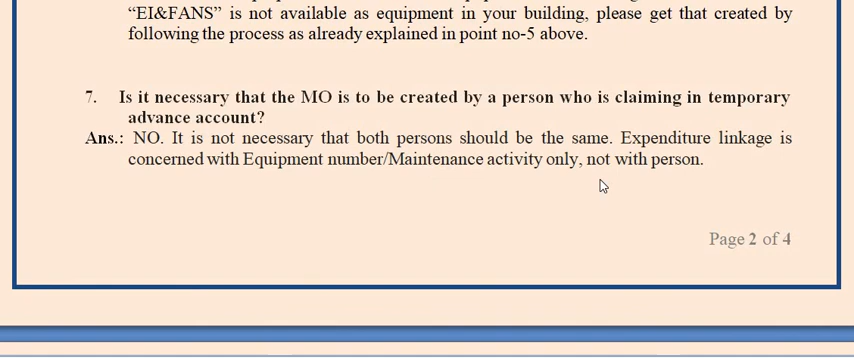 “EI&FANS” is not available as equipment in your building, please get that created by
following the process as already explained in point no-5 above.
7. Is it necessary that the MO is to be created by a person who is claiming in temporary
advance account?
Ans.: NO. It is not necessary that both persons should be the same. Expenditure linkage is
concerned with Equipment number/Maintenance activity only, not with person.
Page 2 of 4